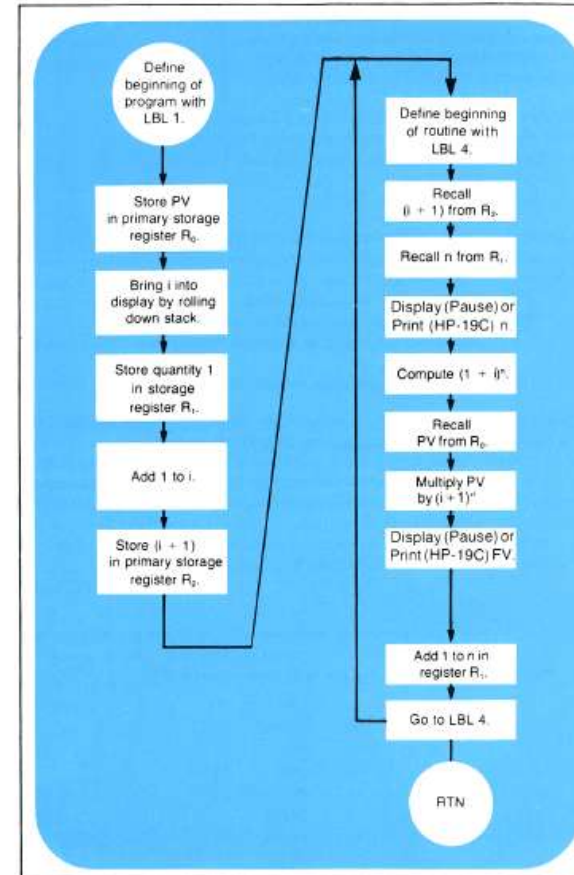 Define
beginning of
program with
LBL 1.
Store PV
in primary storage
register R₀.
Bring i into
display by rolling
down stack.
Store quantity 1
in storage
register R₁.
Add 1 to i.
Store (i + 1)
in primary storage
register R₂.
Define beginning
of routine with
LBL 4.
Recall
(i + 1) from R₂.
Recall n from R₁.
Display (Pause) or
Print (HP-19C) n.
Compute (1 + i)ⁿ.
Recall
PV from R₀.
Multiply PV
by (i + 1)ⁿ
Display (Pause) or
Print (HP-19C) FV.
Add 1 to n in
register R₁.
Go to LBL 4.
RTN